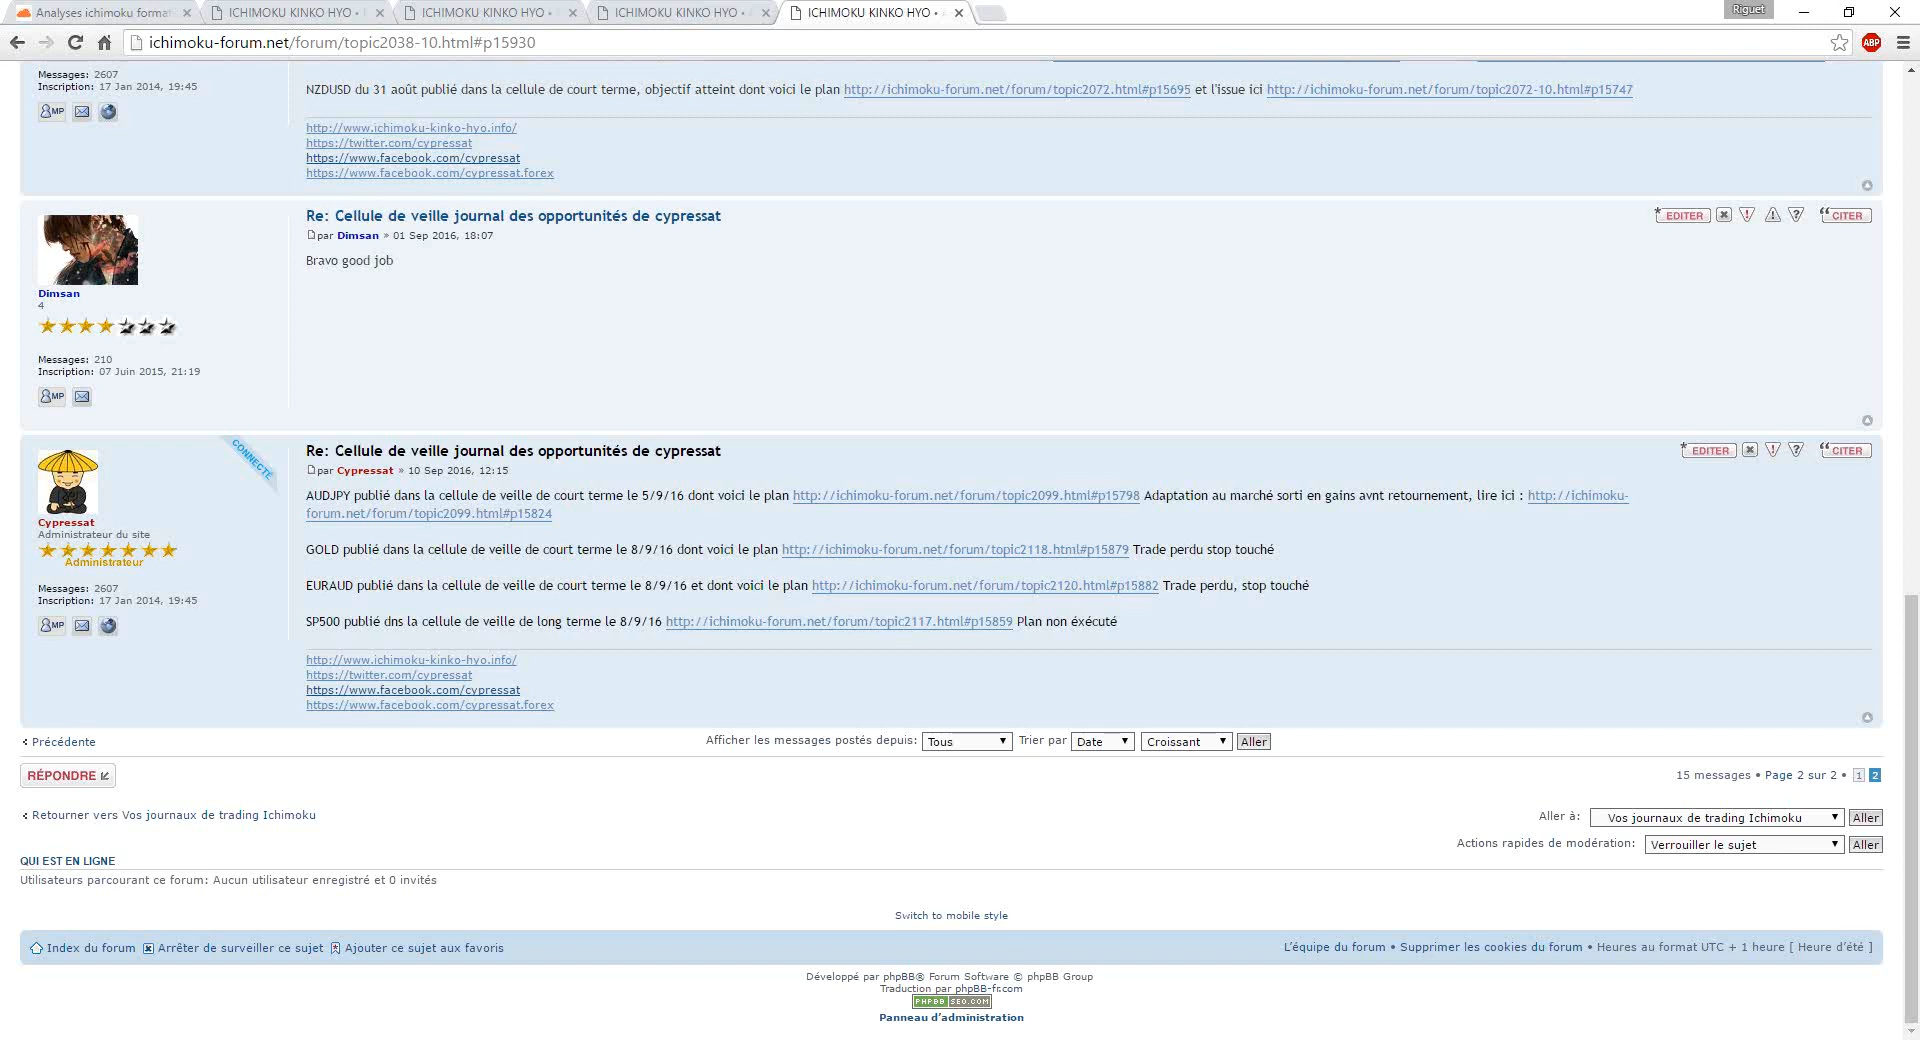 Analyses ichimoku forma
ICHIMOKU KINKO HYO •
ICHIMOKU KINKO HYO •
ICHIMOKU KINKO HYO •
ICHIMOKU KINKO HYO •
Riguet
ichimoku-forum.net/forum/topic2038-10.html#p15930
ABP
Messages: 2607
Inscription: 17 Jan 2014, 19:45
MP
NZDUSD du 31 août publié dans la cellule de court terme, objectif atteint dont voici le plan http://ichimoku-forum.net/forum/topic2072.html#p15695 et l'issue ici http://ichimoku-forum.net/forum/topic2072-10.html#p15747
http://www.ichimoku-kinko-hyo.info/
https://twitter.com/cypressat
https://www.facebook.com/cypressat
https://www.facebook.com/cypressat.forex
Re: Cellule de veille journal des opportunités de cypressat
par Dimsan » 01 Sep 2016, 18:07
Bravo good job
* EDITER
“ CITER
Dimsan
4
Messages: 210
Inscription: 07 Juin 2015, 21:19
MP
CONNECTÉ
Re: Cellule de veille journal des opportunités de cypressat
par Cypressat » 10 Sep 2016, 12:15
* EDITER
“ CITER
AUDJPY publié dans la cellule de veille de court terme le 5/9/16 dont voici le plan http://ichimoku-forum.net/forum/topic2099.html#p15798 Adaptation au marché sorti en gains avnt retournement, lire ici : http://ichimoku-
forum.net/forum/topic2099.html#p15824
GOLD publié dans la cellule de veille de court terme le 8/9/16 dont voici le plan http://ichimoku-forum.net/forum/topic2118.html#p15879 Trade perdu stop touché
EURAUD publié dans la cellule de veille de court terme le 8/9/16 et dont voici le plan http://ichimoku-forum.net/forum/topic2120.html#p15882 Trade perdu, stop touché
SP500 publié dns la cellule de veille de long terme le 8/9/16 http://ichimoku-forum.net/forum/topic2117.html#p15859 Plan non éxécuté
Cypressat
Administrateur du site
Administrateur
Messages: 2607
Inscription: 17 Jan 2014, 19:45
MP
http://www.ichimoku-kinko-hyo.info/
https://twitter.com/cypressat
https://www.facebook.com/cypressat
https://www.facebook.com/cypressat.forex
Précédente
Afficher les messages postés depuis: Tous Trier par Date Croissant Aller
RÉPONDRE
15 messages • Page 2 sur 2 • 1 2
Retourner vers Vos journaux de trading Ichimoku
Aller à: Vos journaux de trading Ichimoku Aller
Actions rapides de modération: Verrouiller le sujet Aller
QUI EST EN LIGNE
Utilisateurs parcourant ce forum: Aucun utilisateur enregistré et 0 invités
Switch to mobile style
Index du forum Arrêter de surveiller ce sujet Ajouter ce sujet aux favoris
L’équipe du forum • Supprimer les cookies du forum • Heures au format UTC + 1 heure [ Heure d’été ]
Développé par phpBB® Forum Software © phpBB Group
Traduction par phpBB-fr.com
PHPBB SEO.COM
Panneau d’administration